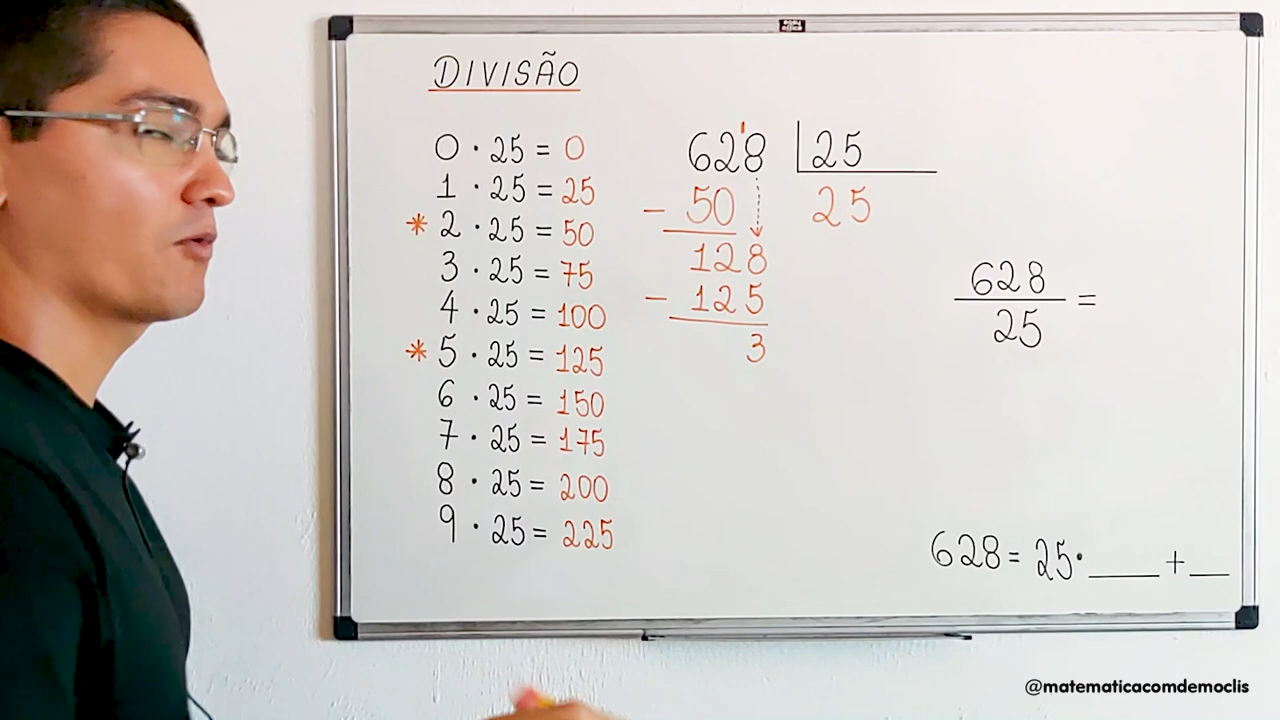 DIVISÃO
0 · 25 = 0
1 · 25 = 25
* 2 · 25 = 50
3 · 25 = 75
4 · 25 = 100
* 5 · 25 = 125
6 · 25 = 150
7 · 25 = 175
8 · 25 = 200
9 · 25 = 225
628 25
- 50 25
128
- 125
3
628
25 =
628 = 25· ____ + __
@matematicacomdemoclis